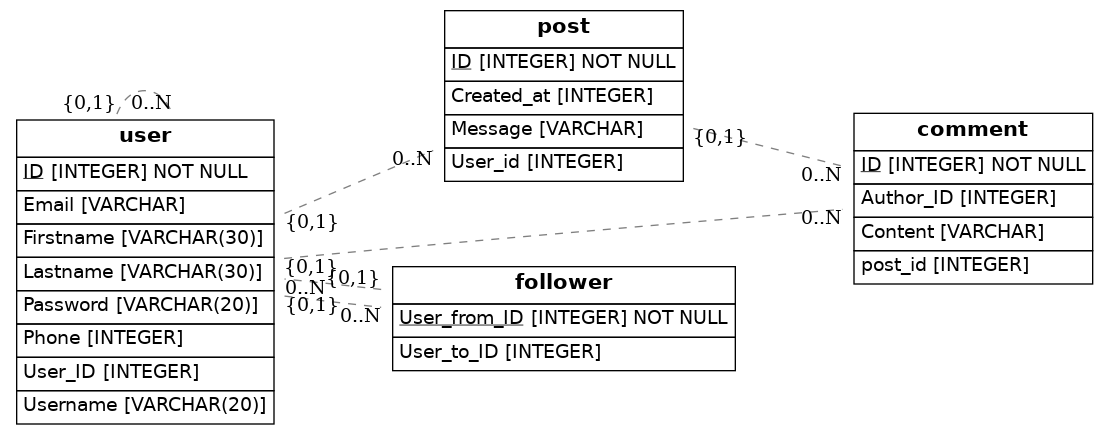 post
ID [INTEGER] NOT NULL
Created_at [INTEGER]
Message [VARCHAR]
User_id [INTEGER]
{0,1} 0..N
user
ID [INTEGER] NOT NULL
Email [VARCHAR]
Firstname [VARCHAR(30)]
Lastname [VARCHAR(30)]
Password [VARCHAR(20)]
Phone [INTEGER]
User_ID [INTEGER]
Username [VARCHAR(20)]
0..N
{0,1}
{0,1}
0..N
0..N
comment
ID [INTEGER] NOT NULL
Author_ID [INTEGER]
Content [VARCHAR]
post_id [INTEGER]
{0,1}
{0,1}
0..N
{0,1}
0..N
follower
User_from_ID [INTEGER] NOT NULL
User_to_ID [INTEGER]